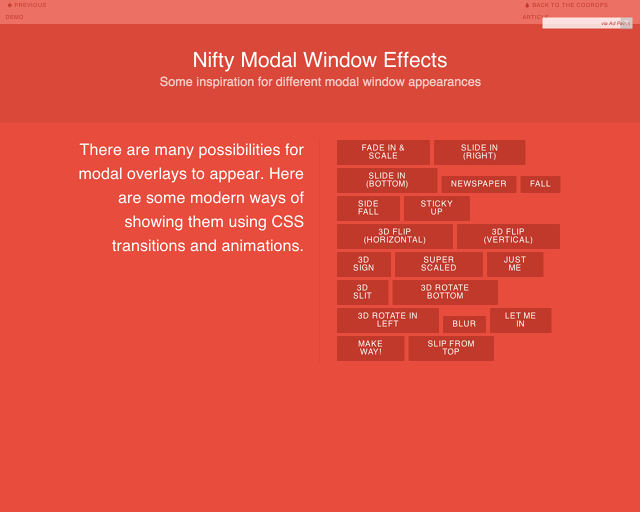 PREVIOUS
DEMO
BACK TO THE CODROPS
ARTICLE
via Ad Packs
Nifty Modal Window Effects
Some inspiration for different modal window appearances
There are many possibilities for
modal overlays to appear. Here
are some modern ways of
showing them using CSS
transitions and animations.
FADE IN &
SCALE
SLIDE IN
(RIGHT)
SLIDE IN
(BOTTOM)
NEWSPAPER
FALL
SIDE
FALL
STICKY
UP
3D FLIP
(HORIZONTAL)
3D FLIP
(VERTICAL)
3D
SIGN
SUPER
SCALED
JUST
ME
3D
SLIT
3D ROTATE
BOTTOM
3D ROTATE IN
LEFT
BLUR
LET ME
IN
MAKE
WAY!
SLIP FROM
TOP